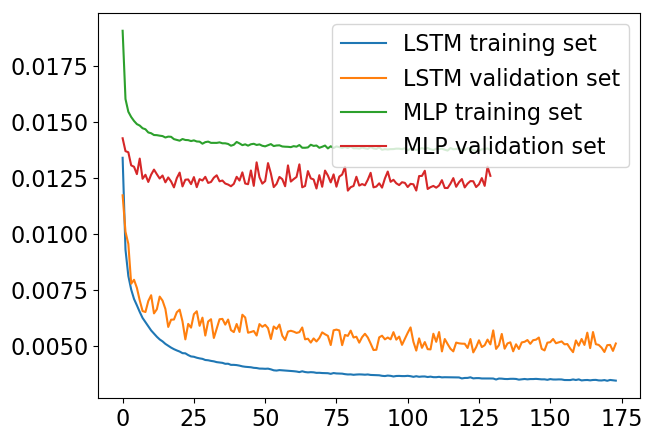 LSTM training set
LSTM validation set
MLP training set
MLP validation set
0.0175
0.0150
0.0125
0.0100
0.0075
0.0050
0 25 50 75 100 125 150 175